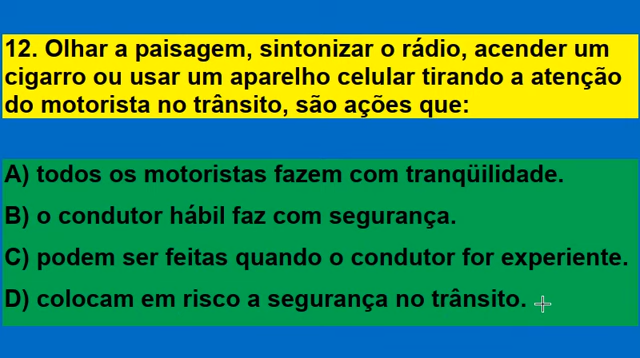 12. Olhar a paisagem, sintonizar o rádio, acender um
cigarro ou usar um aparelho celular tirando a atenção
do motorista no trânsito, são ações que:
A) todos os motoristas fazem com tranqüilidade.
B) o condutor hábil faz com segurança.
C) podem ser feitas quando o condutor for experiente.
D) colocam em risco a segurança no trânsito.